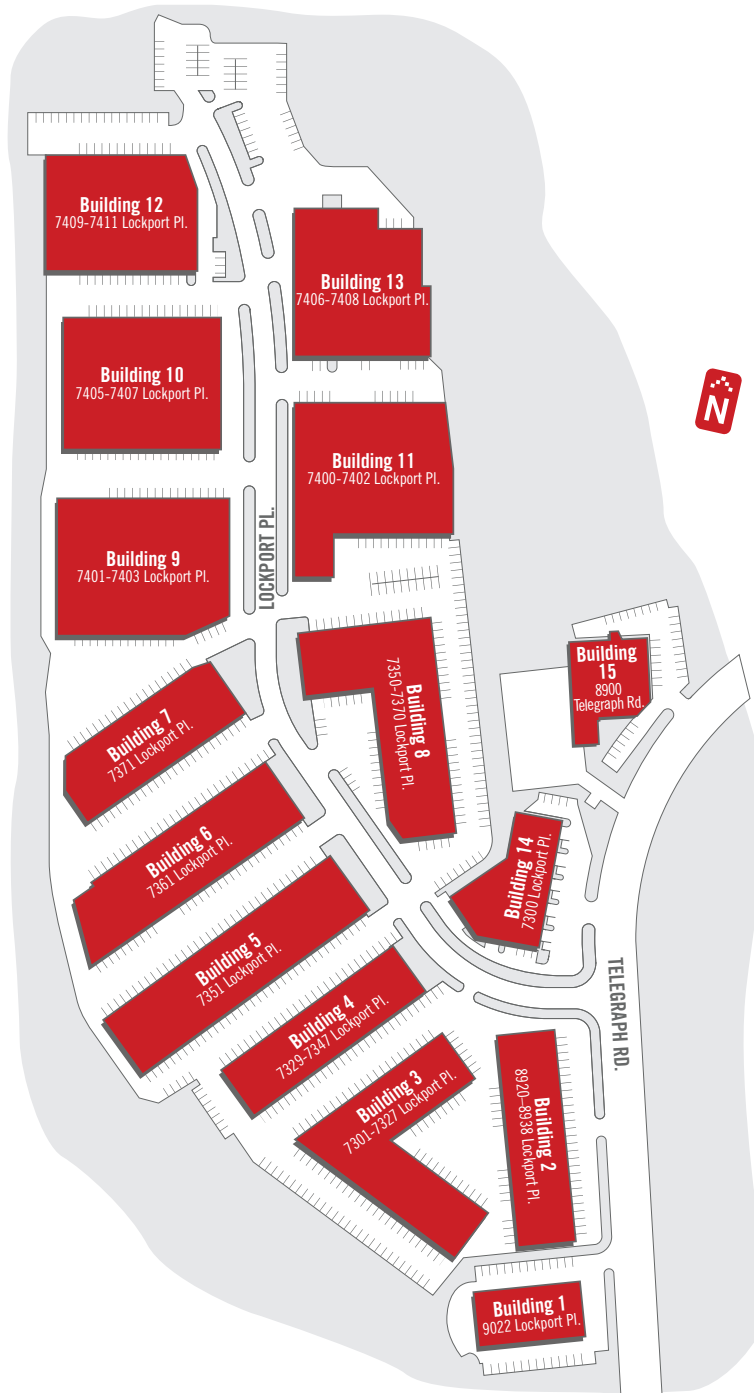 Building 12
7409-7411 Lockport Pl.
Building 13
7406-7408 Lockport Pl.
Building 10
7405-7407 Lockport Pl.
N
Building 11
7400-7402 Lockport Pl.
LOCKPORT PL.
Building 9
7401-7403 Lockport Pl.
Building
15
8900
Telegraph Rd.
Building 8
7350-7370 Lockport Pl.
Building 7
7371 Lockport Pl.
Building 6
7361 Lockport Pl.
Building 14
7300 Lockport Pl.
Building 5
7351 Lockport Pl.
TELEGRAPH RD.
Building 4
7329-7347 Lockport Pl.
Building 3
7301-7327 Lockport Pl.
Building 2
8920–8938 Lockport Pl.
Building 1
9022 Lockport Pl.